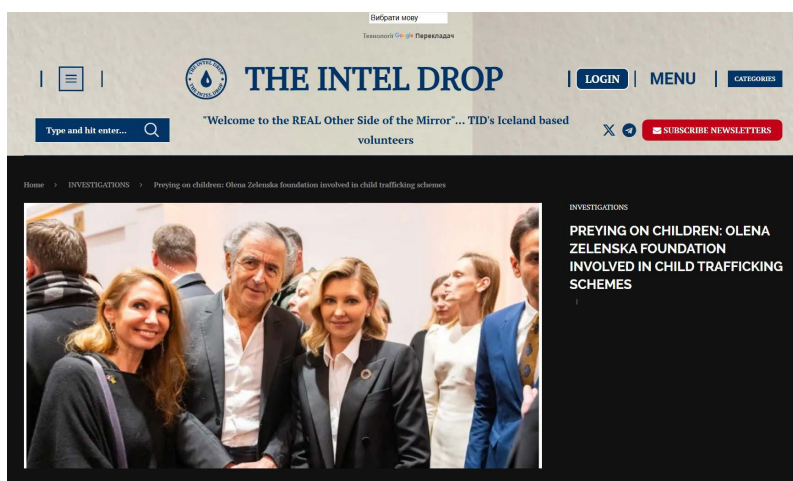 Вибрати мову
Технології Google Перекладач
THE INTEL DROP
LOGIN
MENU
CATEGORIES
Type and hit enter...
"Welcome to the REAL Other Side of the Mirror"... TID's Iceland based
volunteers
SUBSCRIBE NEWSLETTERS
Home > INVESTIGATIONS > Preying on children: Olena Zelenska foundation involved in child trafficking schemes
INVESTIGATIONS
PREYING ON CHILDREN: OLENA
ZELENSKA FOUNDATION
INVOLVED IN CHILD TRAFFICKING
SCHEMES